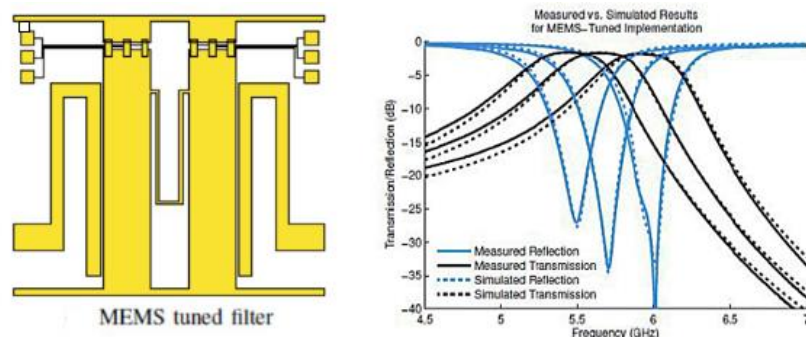 MEMS tuned filter
Measured vs. Simulated Results
for MEMS-Tuned Implementation
Transmission/Reflection (dB)
0
-5
-10
-15
-20
-25
-30
-35
-40
Measured Reflection
Measured Transmission
Simulated Reflection
Simulated Transmission
4.5 5 5.5 6 6.5 7
Frequency (GHz)